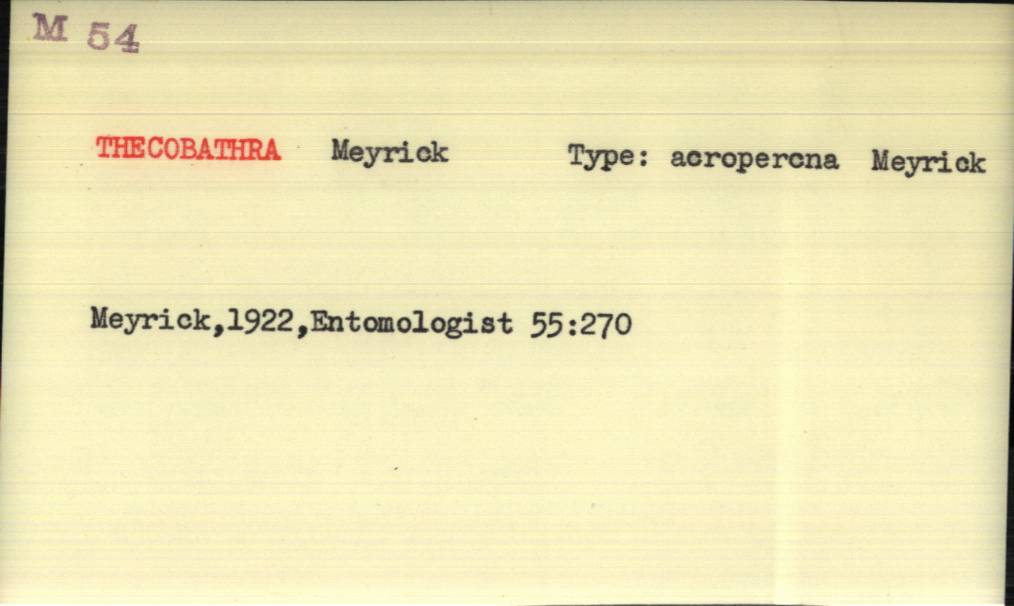 M 54
THECOBATHRA Meyrick Type: acropercna Meyrick
Meyrick,1922,Entomologist 55:270